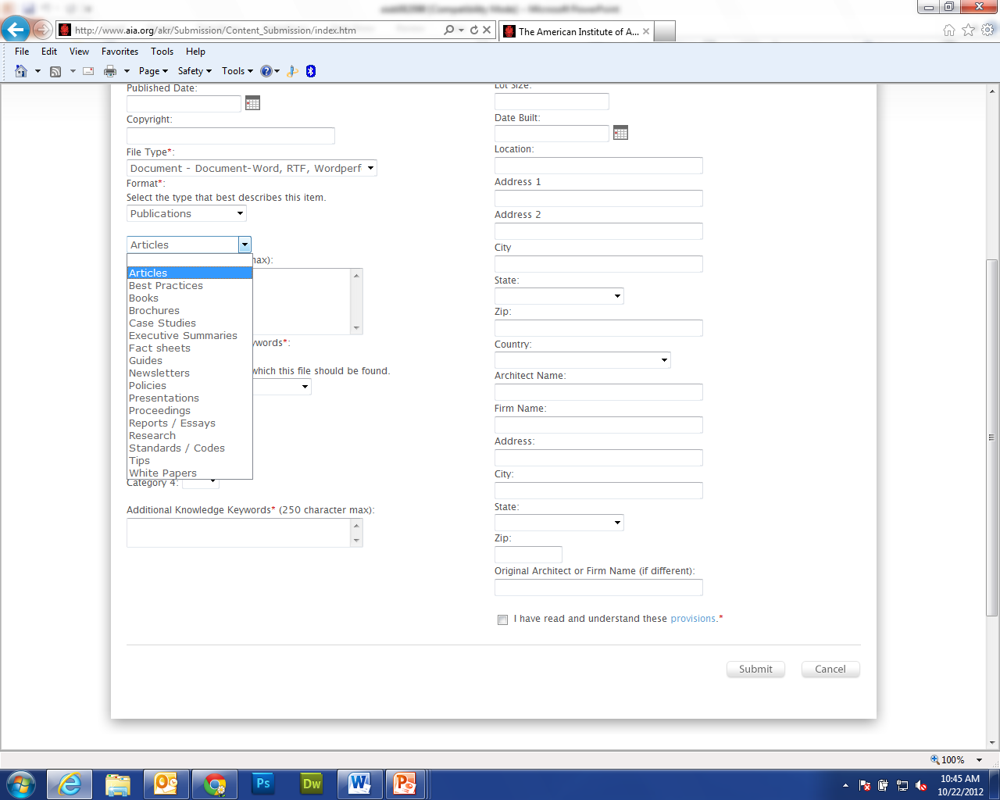 http://www.aia.org/akr/Submission/Content_Submission/index.htm
The American Institute of A...
File Edit View Favorites Tools Help
Page Safety Tools
Published Date:
Copyright:
File Type*:
Document - Document-Word, RTF, Wordperf
Format*:
Select the type that best describes this item.
Publications
Articles
max):
Articles
Best Practices
Books
Brochures
Case Studies
Executive Summaries
Fact sheets
Guides
Newsletters
Policies
Presentations
Proceedings
Reports / Essays
Research
Standards / Codes
Tips
White Papers
ywords*:
which this file should be found.
Category 4:
Additional Knowledge Keywords* (250 character max):
Lot Size:
Date Built:
Location:
Address 1
Address 2
City
State:
Zip:
Country:
Architect Name:
Firm Name:
Address:
City:
State:
Zip:
Original Architect or Firm Name (if different):
I have read and understand these provisions.*
Submit Cancel
100%
Ps
Dw
10:45 AM
10/22/2012